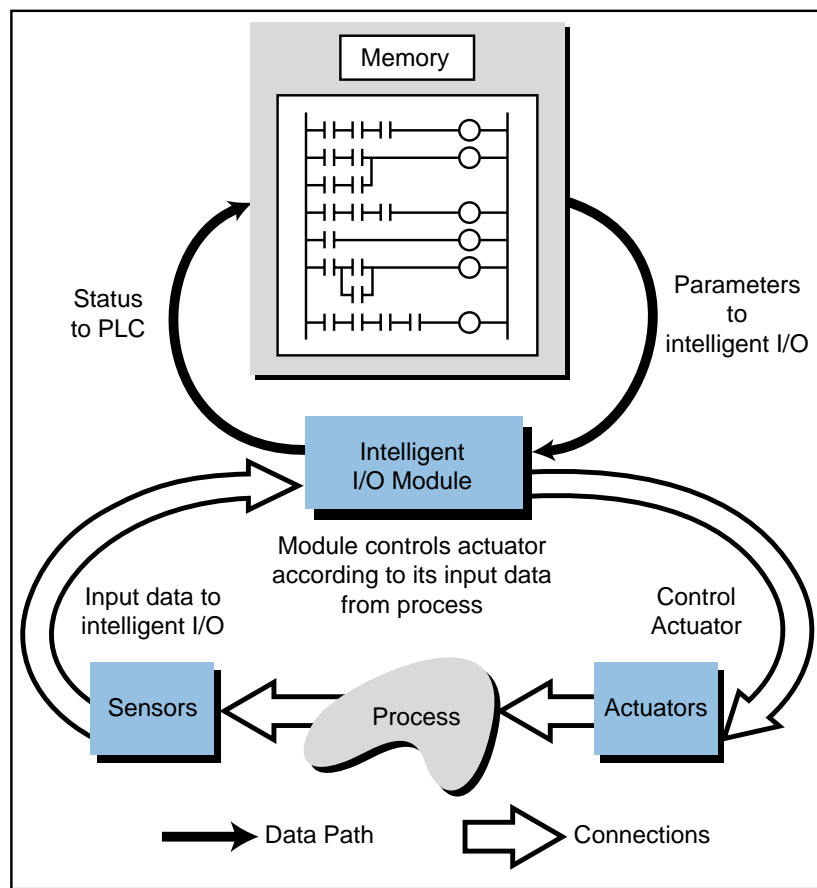 Memory
Status
to PLC
Parameters
to
intelligent I/O
Intelligent
I/O Module
Module controls actuator
according to its input data
from process
Input data to
intelligent I/O
Control
Actuator
Sensors
Process
Actuators
Data Path
Connections